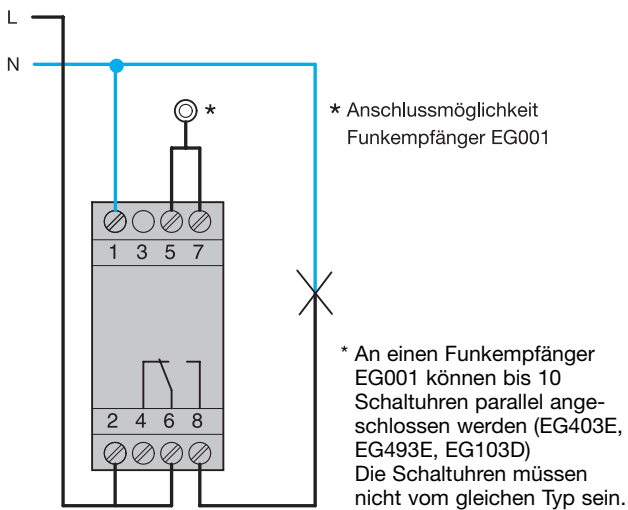 L
N
*
* Anschlussmöglichkeit
Funkempfänger EG001
1 3 5 7
2 4 6 8
* An einen Funkempfänger
EG001 können bis 10
Schaltuhren parallel ange-
schlossen werden (EG403E,
EG493E, EG103D)
Die Schaltuhren müssen
nicht vom gleichen Typ sein.